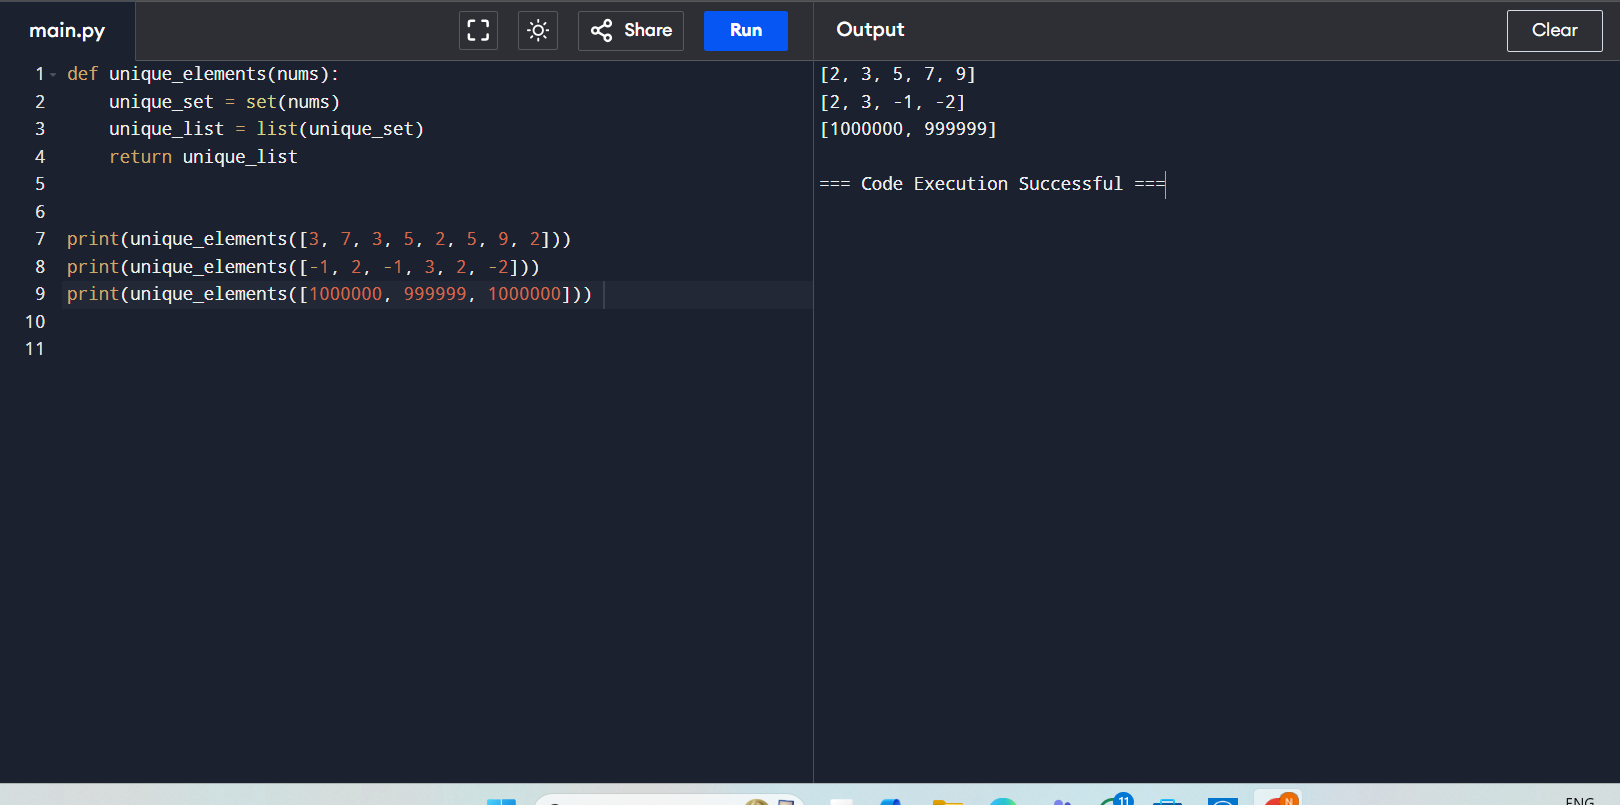 main.py
Share
Run
Output
Clear
1
def unique_elements(nums):
2
    unique_set = set(nums)
3
    unique_list = list(unique_set)
4
    return unique_list
5
6
7
print(unique_elements([3, 7, 3, 5, 2, 5, 9, 2]))
8
print(unique_elements([-1, 2, -1, 3, 2, -2]))
9
print(unique_elements([1000000, 999999, 1000000]))
10
11
[2, 3, 5, 7, 9]
[2, 3, -1, -2]
[1000000, 999999]
=== Code Execution Successful ===
11
N
ENG